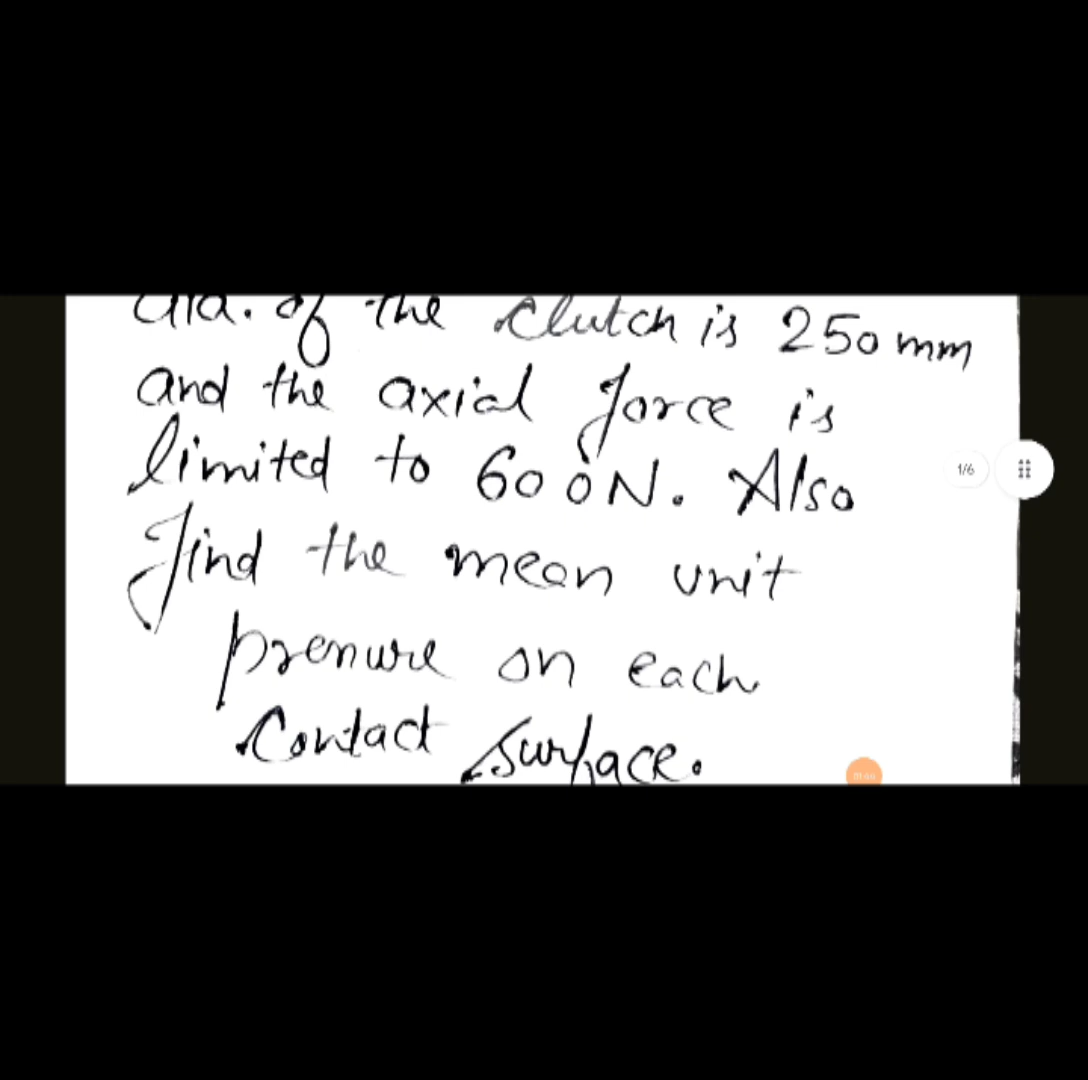 dia. of the clutch is 250 mm
and the axial force is
limited to 600N. Also
1/6
find the mean unit
pressure on each
contact surface.